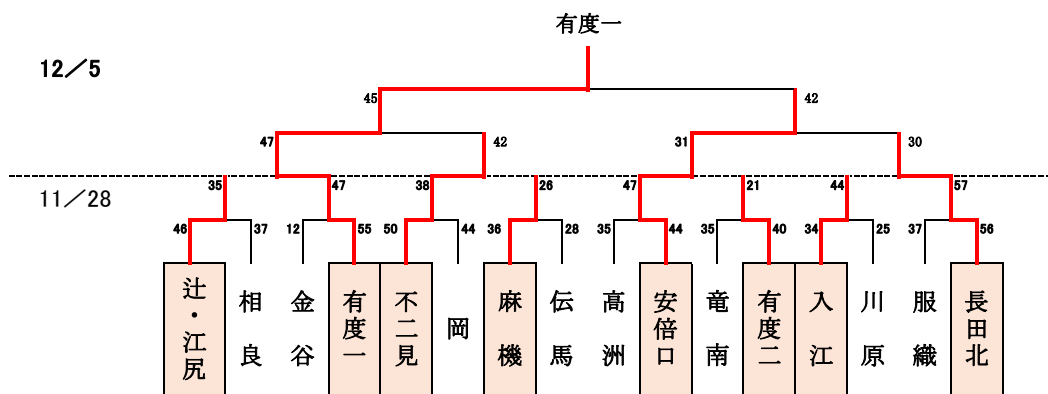 有度一
12／5
45 42
47 42 31 30
35 47 38 26 47 21 44 57
11／28
46 37 12 55 50 44 36 28 35 44 35 40 34 25 37 56
辻・江尻
相良
金谷
有度一
不二見
岡
麻機
伝馬
高洲
安倍口
竜南
有度二
入江
川原
服織
長田北